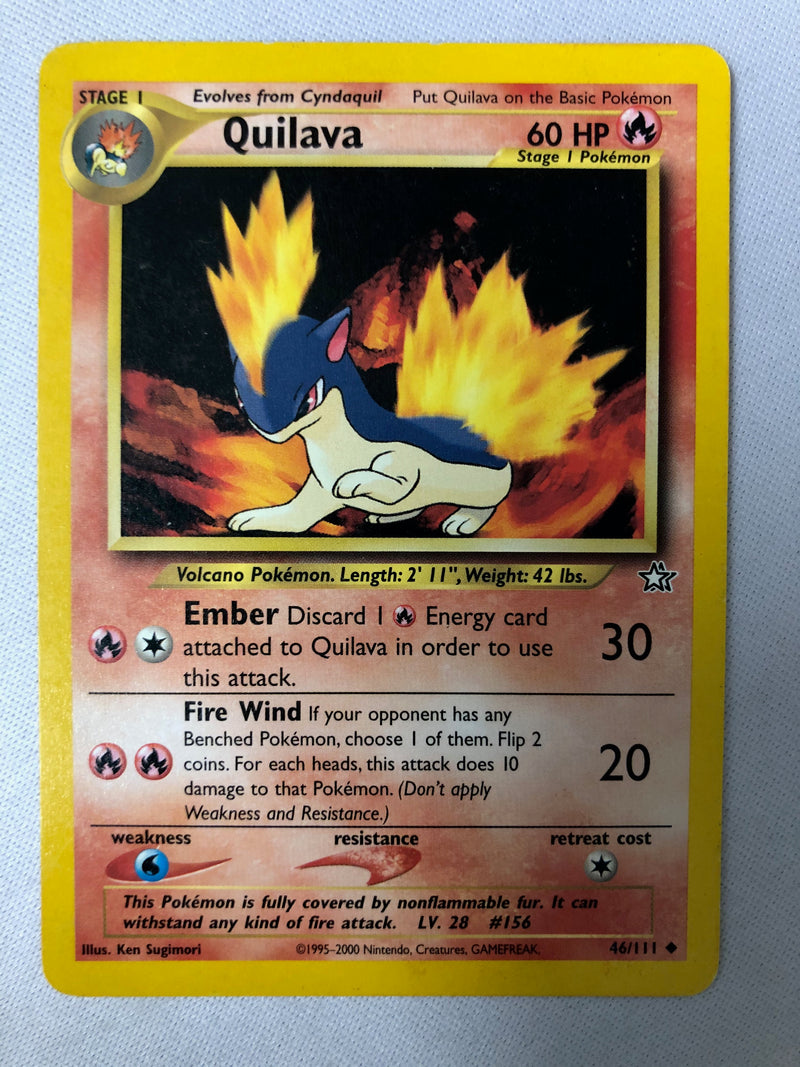 STAGE 1 Evolves from Cyndaquil Put Quilava on the Basic Pokémon
Quilava 60 HP
Stage 1 Pokémon
Volcano Pokémon. Length: 2' 11", Weight: 42 lbs.
Ember Discard 1 Energy card
attached to Quilava in order to use
this attack.
30
Fire Wind If your opponent has any
Benched Pokémon, choose 1 of them. Flip 2
coins. For each heads, this attack does 10
damage to that Pokémon. (Don't apply
Weakness and Resistance.)
20
weakness resistance retreat cost
This Pokémon is fully covered by nonflammable fur. It can
withstand any kind of fire attack. LV. 28 #156
Illus. Ken Sugimori ©1995-2000 Nintendo, Creatures, GAMEFREAK. 46/111